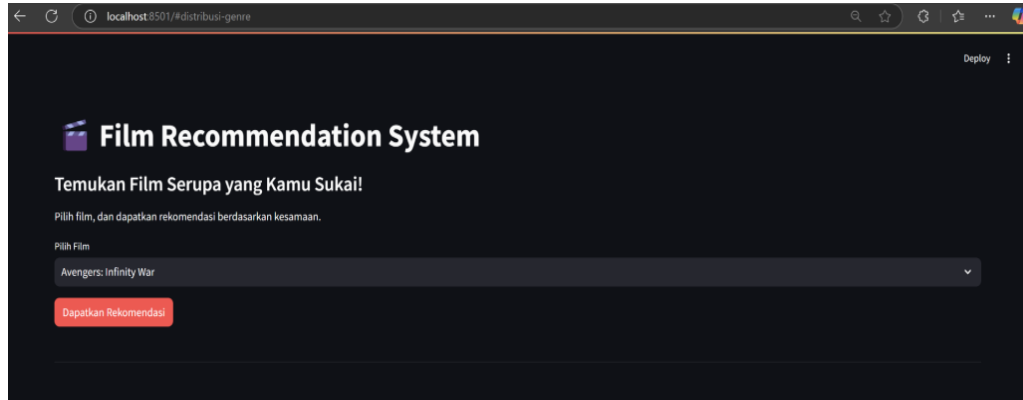 localhost:8501/#distribusi-genre
Deploy
Film Recommendation System
Temukan Film Serupa yang Kamu Sukai!
Pilih film, dan dapatkan rekomendasi berdasarkan kesamaan.
Pilih Film
Avengers: Infinity War
Dapatkan Rekomendasi